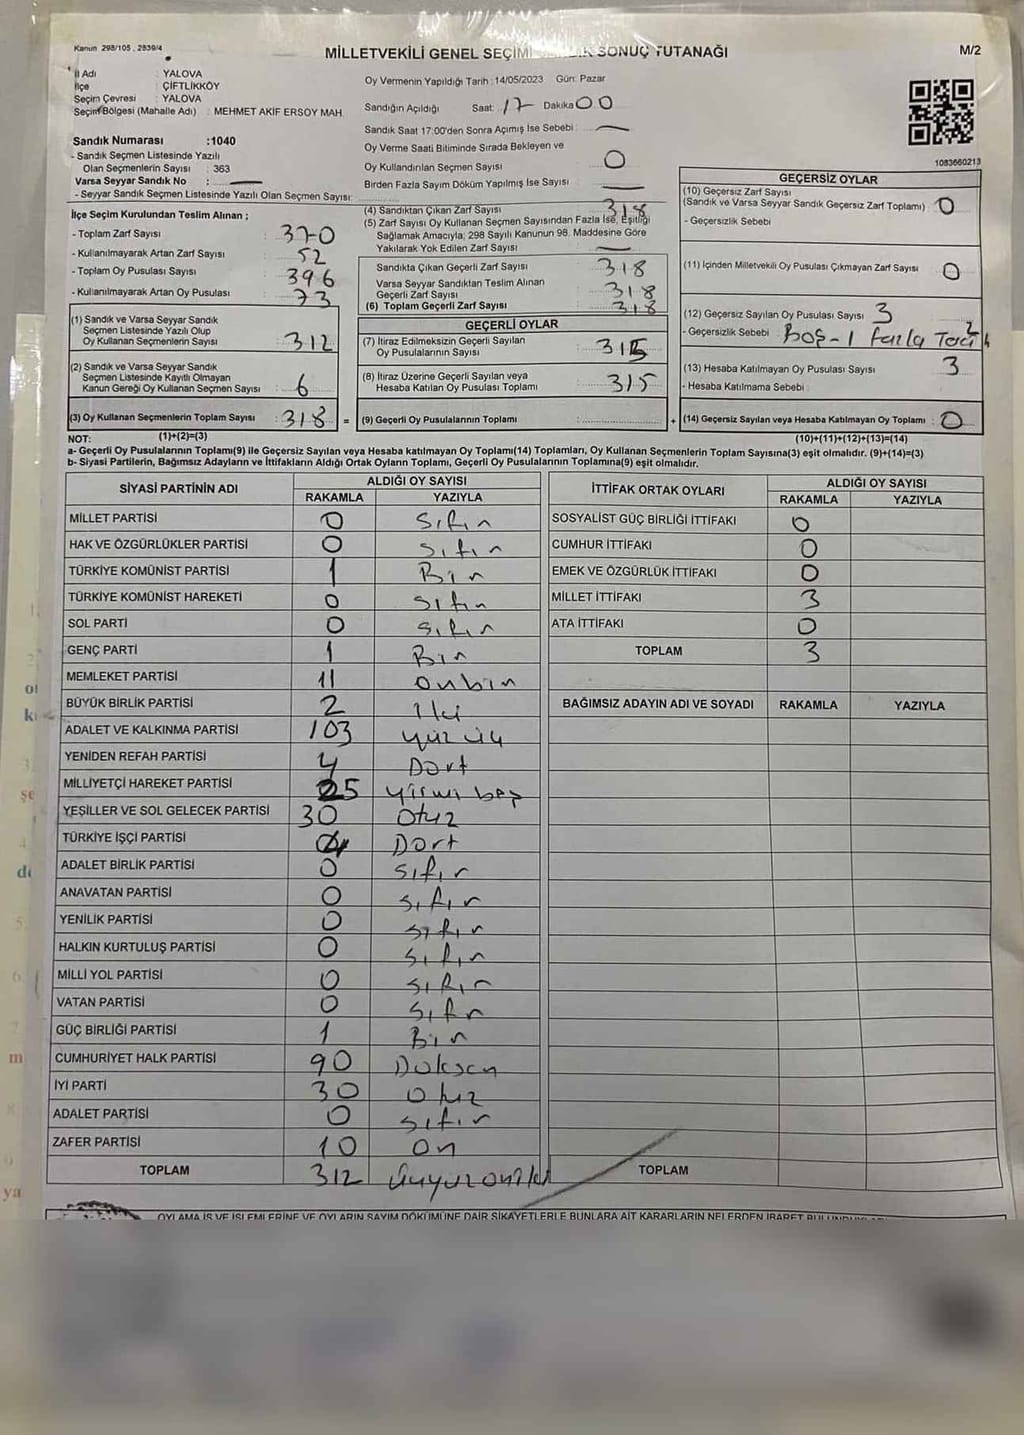 Kanun 298/105 , 2839/4
MİLLETVEKİLİ GENEL SEÇİMİ SONUÇ TUTANAĞI
M/2
İl Adı : YALOVA
İlçe : ÇİFTLİKKÖY
Seçim Çevresi : YALOVA
Seçim Bölgesi (Mahalle Adı) : MEHMET AKİF ERSOY MAH.
Sandık Numarası :1040
- Sandık Seçmen Listesinde Yazılı
Olan Seçmenlerin Sayısı : 363
Varsa Seyyar Sandık No :
- Seyyar Sandık Seçmen Listesinde Yazılı Olan Seçmen Sayısı:
Oy Vermenin Yapıldığı Tarih : 14/05/2023 Gün: Pazar
Sandığın Açıldığı Saat: 17 Dakika 00
Sandık Saat 17:00'den Sonra Açımış İse Sebebi :
Oy Verme Saati Bitiminde Sırada Bekleyen ve
Oy Kullandırılan Seçmen Sayısı : 0
Birden Fazla Sayım Döküm Yapılmış İse Sayısı :
1083660213
İlçe Seçim Kurulundan Teslim Alınan ;
- Toplam Zarf Sayısı : 370
- Kullanılmayarak Artan Zarf Sayısı : 52
- Toplam Oy Pusulası Sayısı : 396
- Kullanılmayarak Artan Oy Pusulası : 73
(1) Sandık ve Varsa Seyyar Sandık
Seçmen Listesinde Yazılı Olup
Oy Kullanan Seçmenlerin Sayısı : 312
(2) Sandık ve Varsa Seyyar Sandık
Seçmen Listesinde Kayıtlı Olmayan
Kanun Gereği Oy Kullanan Seçmen Sayısı : 6
(3) Oy Kullanan Seçmenlerin Toplam Sayısı : 318 =
(1)+(2)=(3)
(4) Sandıktan Çıkan Zarf Sayısı : 318
(5) Zarf Sayısı Oy Kullanan Seçmen Sayısından Fazla İse, Eşitliği
Sağlamak Amacıyla; 298 Sayılı Kanunun 98. Maddesine Göre
Yakılarak Yok Edilen Zarf Sayısı :
Sandıkta Çıkan Geçerli Zarf Sayısı : 318
Varsa Seyyar Sandıktan Teslim Alınan
Geçerli Zarf Sayısı : 318
(6) Toplam Geçerli Zarf Sayısı : 318
GEÇERLİ OYLAR
(7) İtiraz Edilmeksizin Geçerli Sayılan
Oy Pusulalarının Sayısı : 315
(8) İtiraz Üzerine Geçerli Sayılan veya
Hesaba Katılan Oy Pusulası Toplamı : 315
(9) Geçerli Oy Pusulalarının Toplamı : +
GEÇERSİZ OYLAR
(10) Geçersiz Zarf Sayısı
(Sandık ve Varsa Seyyar Sandık Geçersiz Zarf Toplamı) : 0
- Geçersizlik Sebebi :
(11) İçinden Milletvekili Oy Pusulası Çıkmayan Zarf Sayısı : 0
(12) Geçersiz Sayılan Oy Pusulası Sayısı : 3
- Geçersizlik Sebebi : Boş-1 fazla 2
(13) Hesaba Katılmayan Oy Pusulası Sayısı : 3
- Hesaba Katılmama Sebebi :
(14) Geçersiz Sayılan veya Hesaba Katılmayan Oy Toplamı : 0
(10)+(11)+(12)+(13)=(14)
NOT:
a- Geçerli Oy Pusulalarının Toplamı(9) ile Geçersiz Sayılan veya Hesaba katılmayan Oy Toplamı(14) Toplamları, Oy Kullanan Seçmenlerin Toplam Sayısına(3) eşit olmalıdır. (9)+(14)=(3)
b- Siyasi Partilerin, Bağımsız Adayların ve İttifakların Aldığı Ortak Oyların Toplamı, Geçerli Oy Pusulalarının Toplamına(9) eşit olmalıdır.
SİYASİ PARTİNİN ADI ALDIĞI OY SAYISI
RAKAMLA YAZIYLA
MİLLET PARTİSİ 0 Sıfır
HAK VE ÖZGÜRLÜKLER PARTİSİ 0 Sıfır
TÜRKİYE KOMÜNİST PARTİSİ 1 Bir
TÜRKİYE KOMÜNİST HAREKETİ 0 Sıfır
SOL PARTİ 0 Sıfır
GENÇ PARTİ 1 Bir
MEMLEKET PARTİSİ 11 Onbir
BÜYÜK BİRLİK PARTİSİ 2 İki
ADALET VE KALKINMA PARTİSİ 103 yüz üç
YENİDEN REFAH PARTİSİ 4 Dört
MİLLİYETÇİ HAREKET PARTİSİ 25 yirmi beş
YEŞİLLER VE SOL GELECEK PARTİSİ 30 Otuz
TÜRKİYE İŞÇİ PARTİSİ 4 Dört
ADALET BİRLİK PARTİSİ 0 Sıfır
ANAVATAN PARTİSİ 0 Sıfır
YENİLİK PARTİSİ 0 Sıfır
HALKIN KURTULUŞ PARTİSİ 0 Sıfır
MİLLİ YOL PARTİSİ 0 Sıfır
VATAN PARTİSİ 0 Sıfır
GÜÇ BİRLİĞİ PARTİSİ 1 Bir
CUMHURİYET HALK PARTİSİ 90 Doksan
İYİ PARTİ 30 Otuz
ADALET PARTİSİ 0 Sıfır
ZAFER PARTİSİ 10 On
TOPLAM 312 Üçyüzoniki
İTTİFAK ORTAK OYLARI ALDIĞI OY SAYISI
RAKAMLA YAZIYLA
SOSYALİST GÜÇ BİRLİĞİ İTTİFAKI 0
CUMHUR İTTİFAKI 0
EMEK VE ÖZGÜRLÜK İTTİFAKI 0
MİLLET İTTİFAKI 3
ATA İTTİFAKI 0
TOPLAM 3
BAĞIMSIZ ADAYIN ADI VE SOYADI RAKAMLA YAZIYLA
TOPLAM
OYLAMA İŞ VE İŞLEMLERİNE VE OYLARIN SAYIM DÖKÜMÜNE DAİR ŞİKAYETLERLE BUNLARA AİT KARARLARIN NELERDEN İBARET